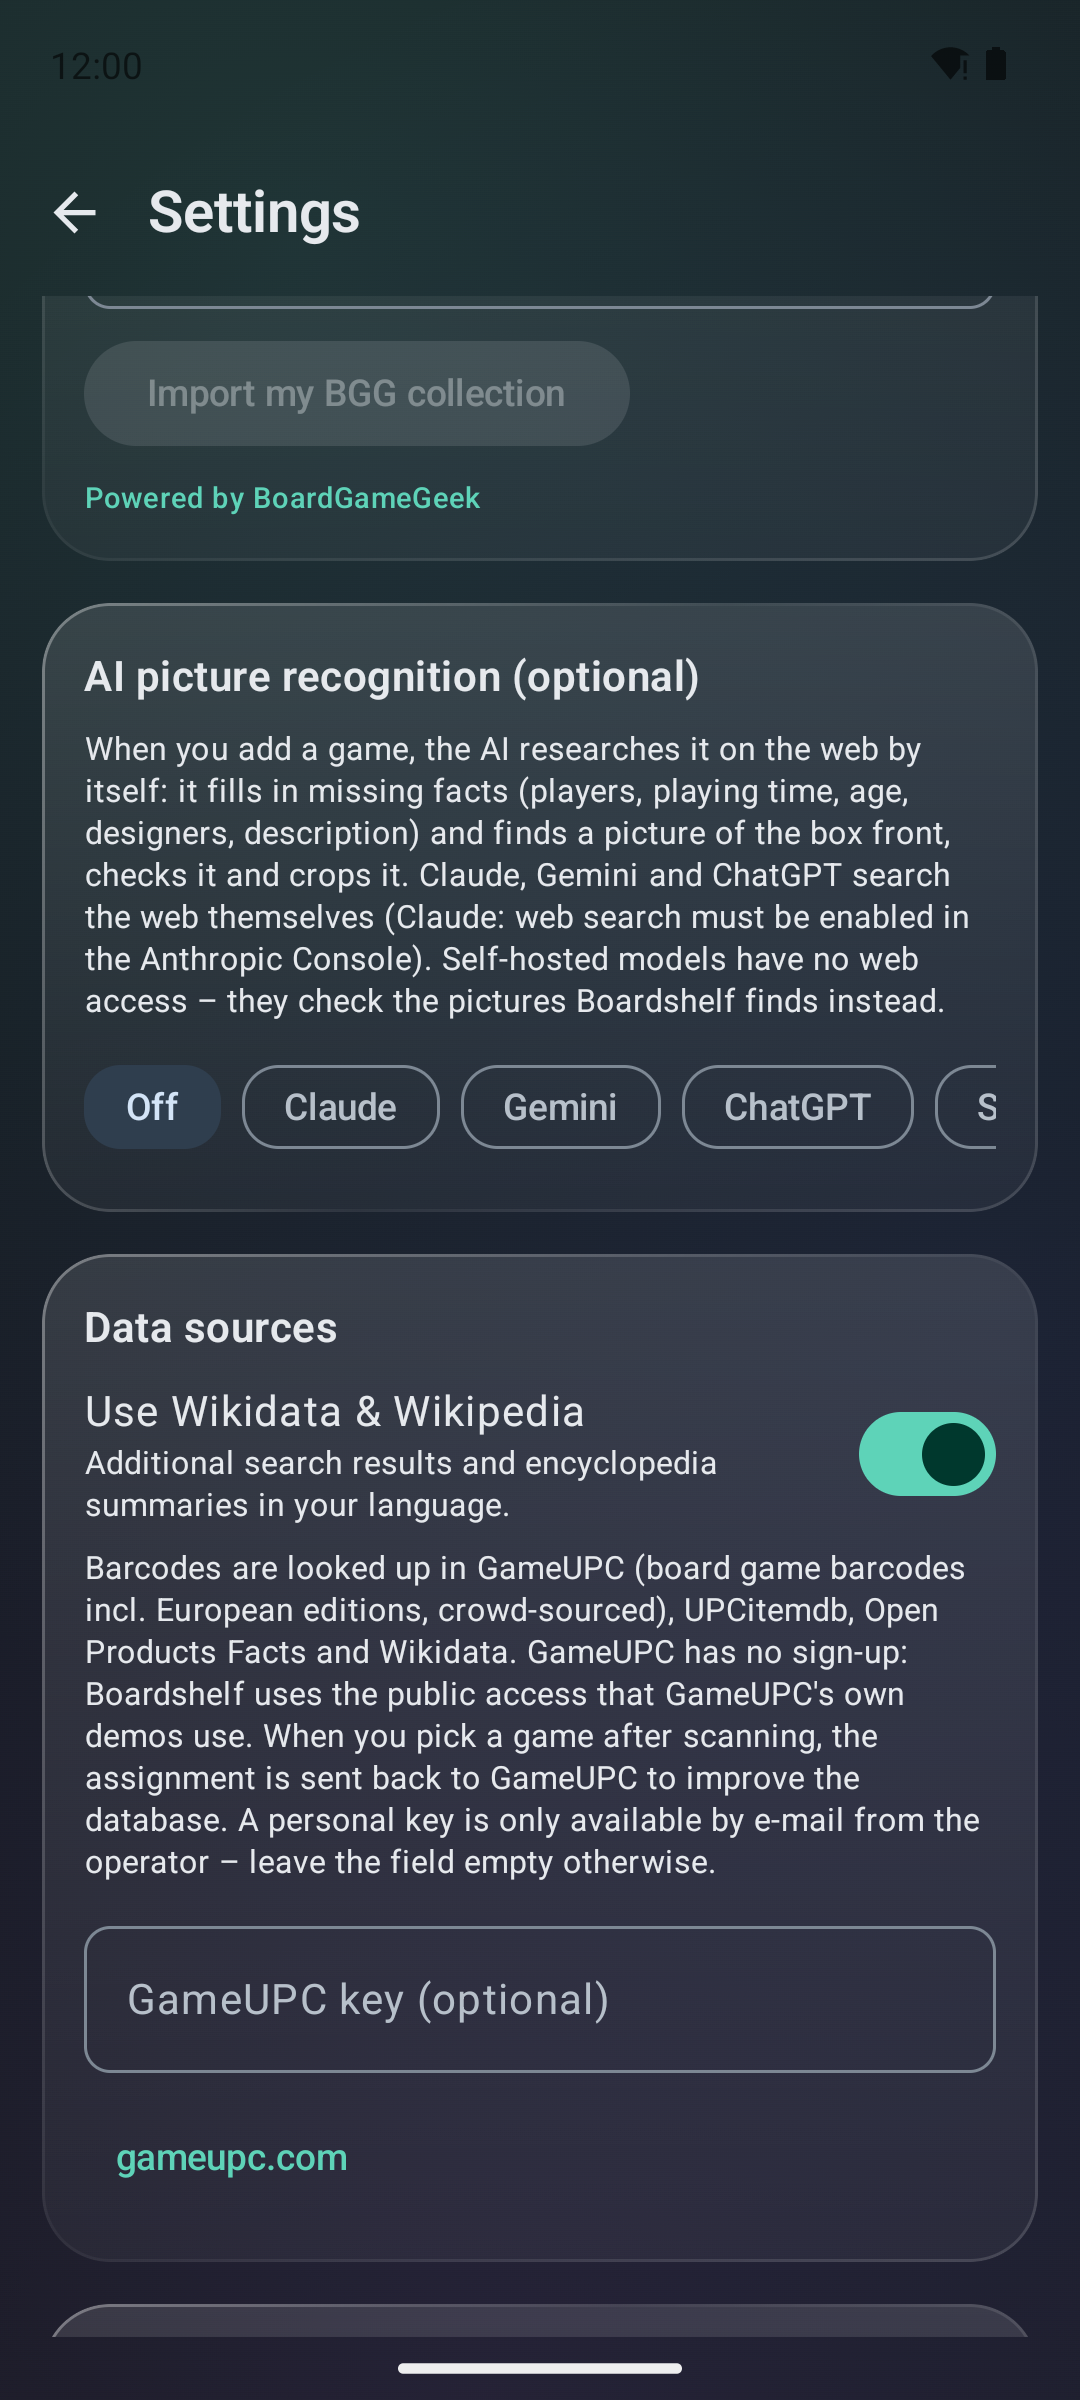 12:00
Settings
Import my BGG collection
Powered by BoardGameGeek
AI picture recognition (optional)
When you add a game, the AI researches it on the web by
itself: it fills in missing facts (players, playing time, age,
designers, description) and finds a picture of the box front,
checks it and crops it. Claude, Gemini and ChatGPT search
the web themselves (Claude: web search must be enabled in
the Anthropic Console). Self-hosted models have no web
access – they check the pictures Boardshelf finds instead.
Off Claude Gemini ChatGPT S
Data sources
Use Wikidata & Wikipedia
Additional search results and encyclopedia
summaries in your language.
Barcodes are looked up in GameUPC (board game barcodes
incl. European editions, crowd-sourced), UPCitemdb, Open
Products Facts and Wikidata. GameUPC has no sign-up:
Boardshelf uses the public access that GameUPC's own
demos use. When you pick a game after scanning, the
assignment is sent back to GameUPC to improve the
database. A personal key is only available by e-mail from the
operator – leave the field empty otherwise.
GameUPC key (optional)
gameupc.com